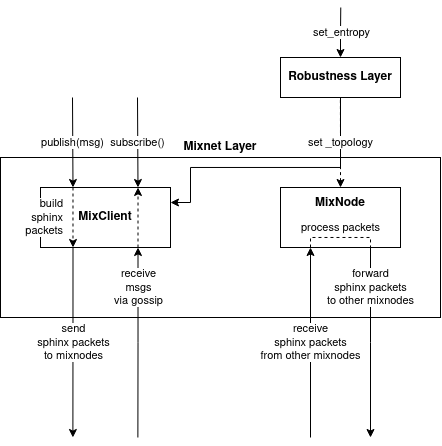 set_entropy
Robustness Layer
publish(msg)
subscribe()
set _topology
Mixnet Layer
build
sphinx
packets
MixClient
MixNode
process packets
receive
msgs
via gossip
forward
sphinx packets
to other mixnodes
send
sphinx packets
to mixnodes
receive
sphinx packets
from other mixnodes